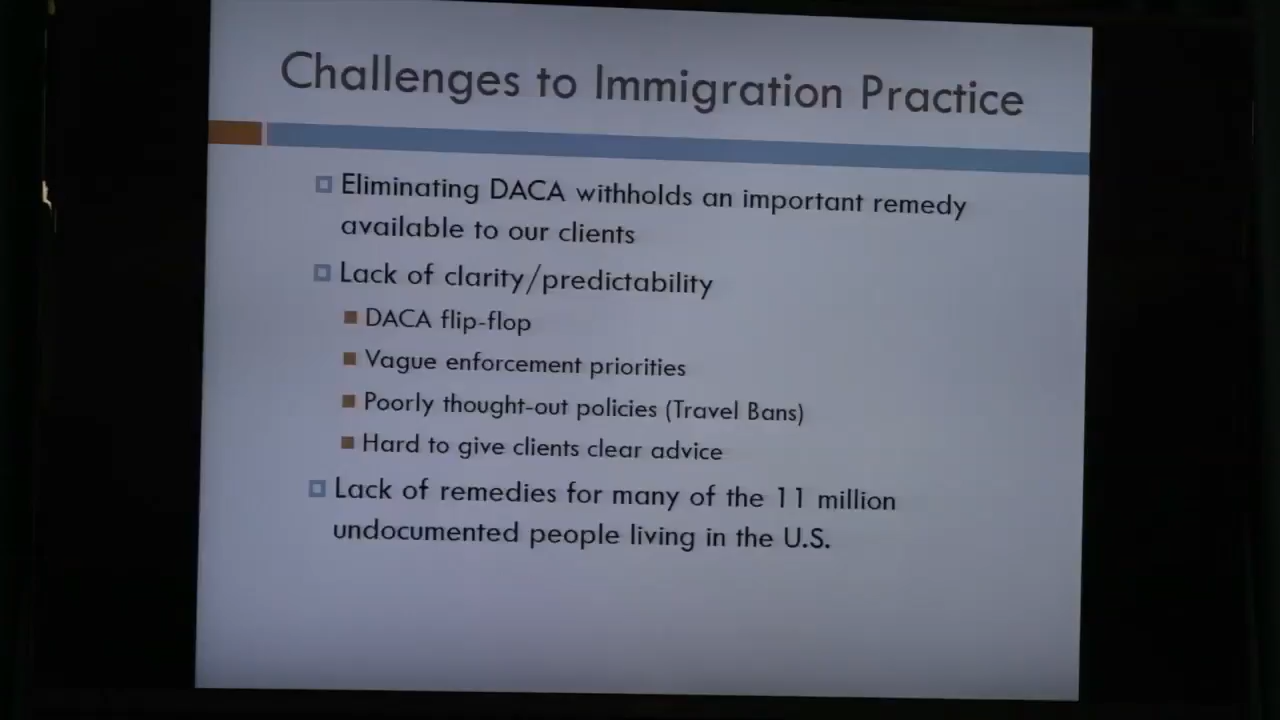 Challenges to Immigration Practice
Eliminating DACA withholds an important remedy
available to our clients
Lack of clarity/predictability
DACA flip-flop
Vague enforcement priorities
Poorly thought-out policies (Travel Bans)
Hard to give clients clear advice
Lack of remedies for many of the 11 million
undocumented people living in the U.S.